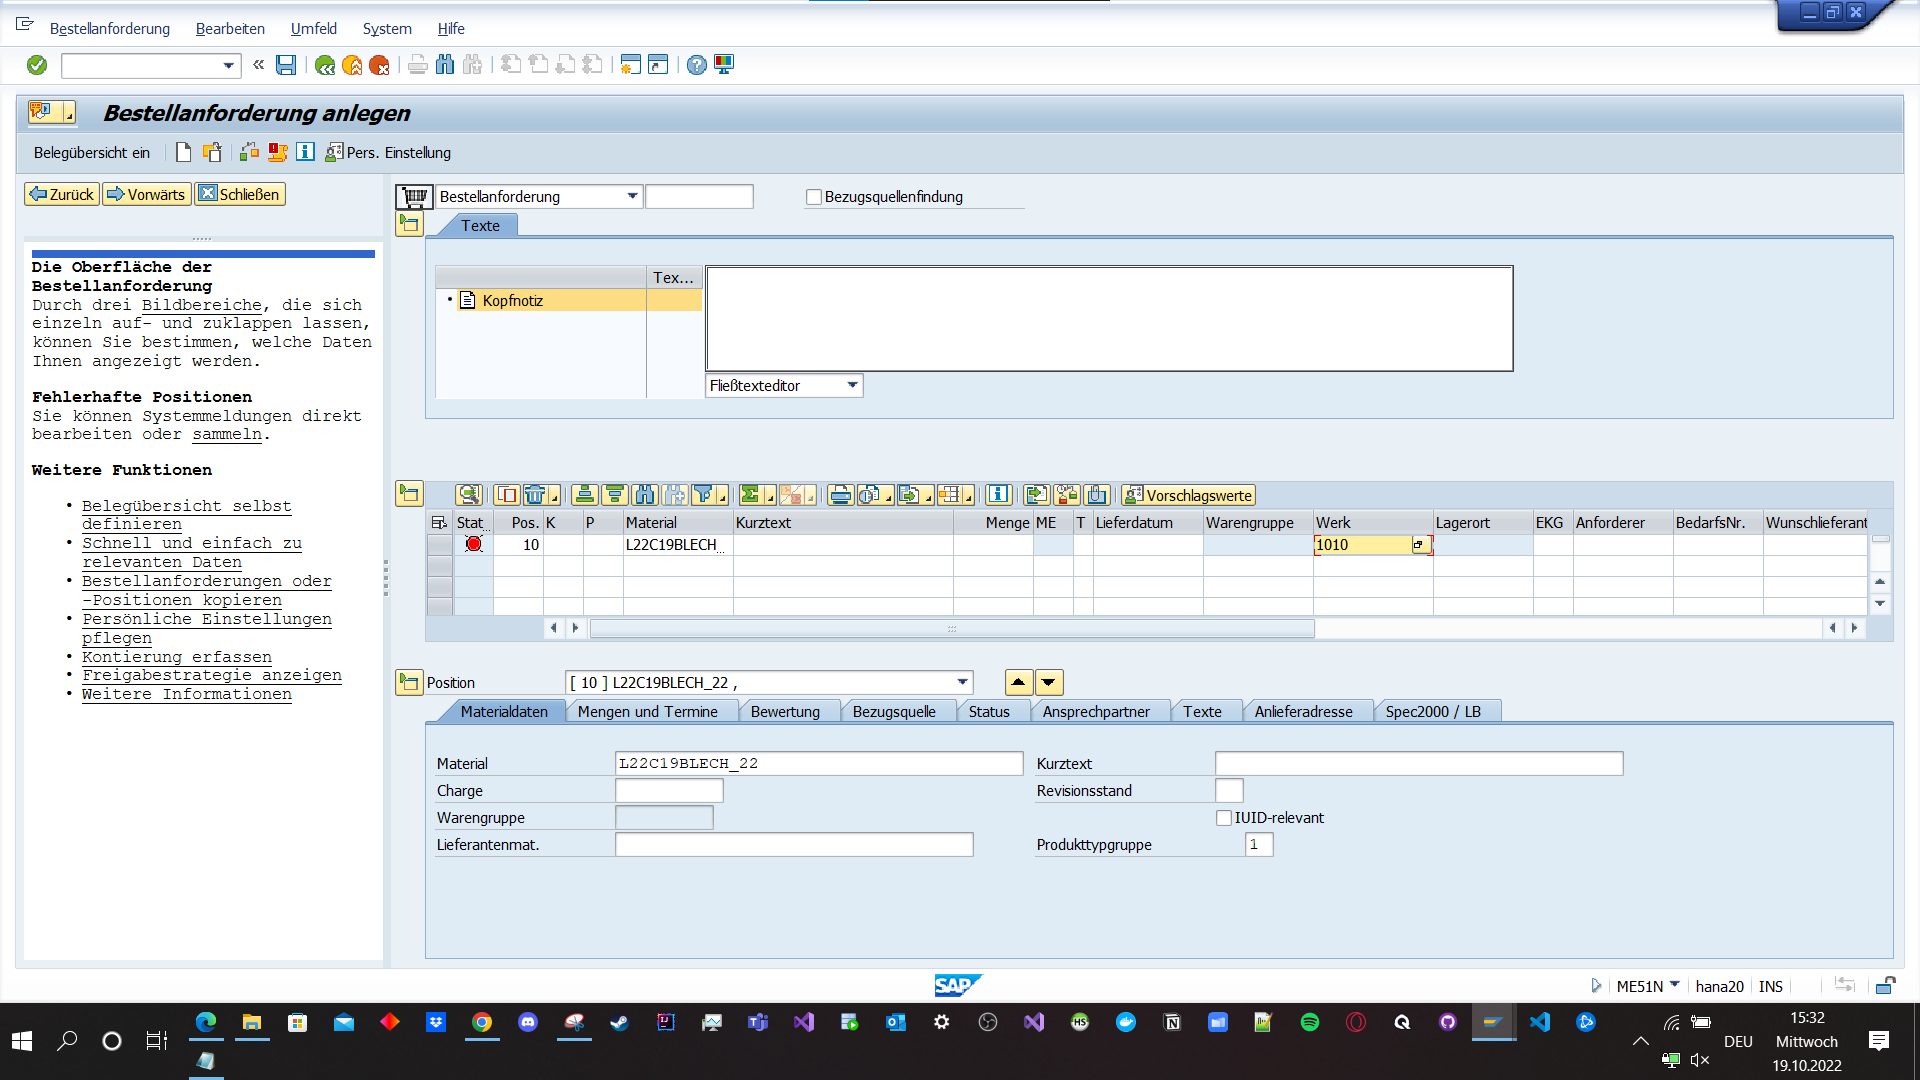 Bestellanforderung Bearbeiten Umfeld System Hilfe
Bestellanforderung anlegen
Belegübersicht ein Pers. Einstellung
Zurück Vorwärts Schließen
Die Oberfläche der
Bestellanforderung
Durch drei Bildbereiche, die sich
einzeln auf- und zuklappen lassen,
können Sie bestimmen, welche Daten
Ihnen angezeigt werden.
Fehlerhafte Positionen
Sie können Systemmeldungen direkt
bearbeiten oder sammeln.
Weitere Funktionen
• Belegübersicht selbst
definieren
• Schnell und einfach zu
relevanten Daten
• Bestellanforderungen oder
-Positionen kopieren
• Persönliche Einstellungen
pflegen
• Kontierung erfassen
• Freigabestrategie anzeigen
• Weitere Informationen
Bestellanforderung Bezugsquellenfindung
Texte
Tex...
Kopfnotiz
Fließtexteditor
Vorschlagswerte
Stat.. Pos. K P Material Kurztext Menge ME T Lieferdatum Warengruppe Werk Lagerort EKG Anforderer BedarfsNr. Wunschlieferant
10 L22C19BLECH_.. 1010
Position [ 10 ] L22C19BLECH_22 ,
Materialdaten Mengen und Termine Bewertung Bezugsquelle Status Ansprechpartner Texte Anlieferadresse Spec2000 / LB
Material L22C19BLECH_22 Kurztext
Charge Revisionsstand
Warengruppe IUID-relevant
Lieferantenmat. Produkttypgruppe 1
SAP ME51N hana20 INS
15:32
DEU Mittwoch
19.10.2022